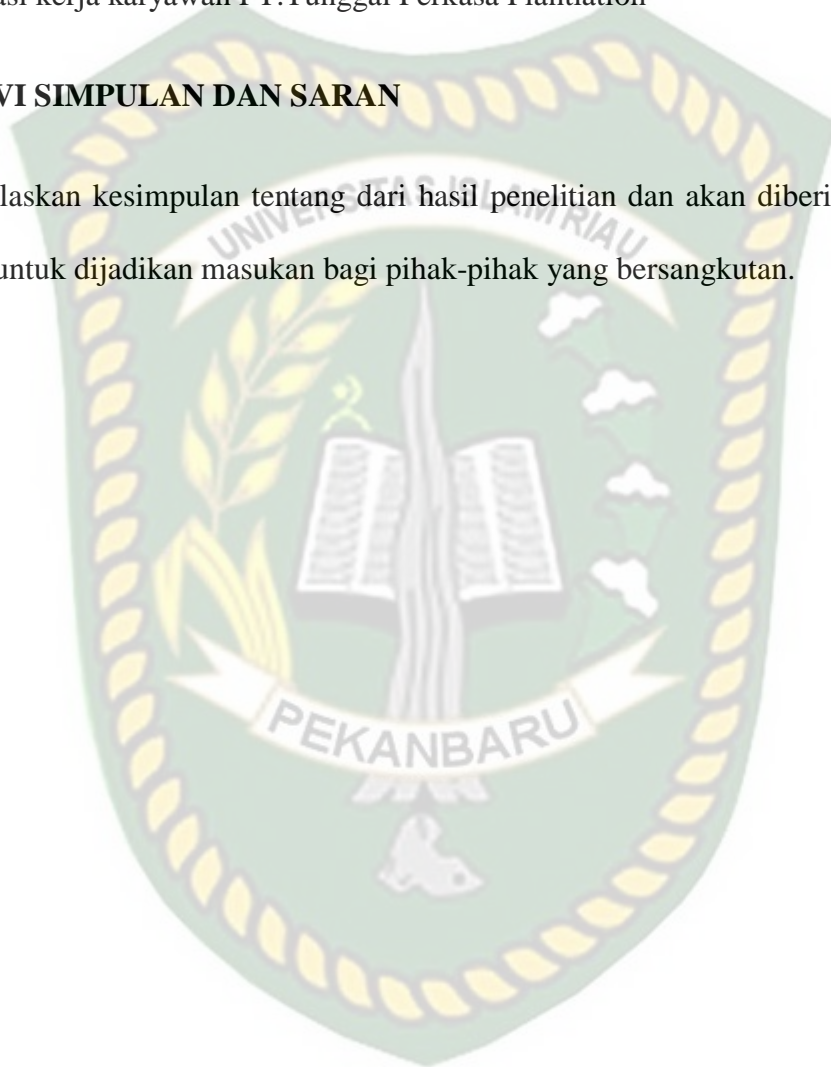 asi kerja karyawan PT.Tunggal Perkasa Plantiation
VI SIMPULAN DAN SARAN
laskan kesimpulan tentang dari hasil penelitian dan akan diberi
untuk dijadikan masukan bagi pihak-pihak yang bersangkutan.
UNIVERSITAS ISLAM RIAU
PEKANBARU